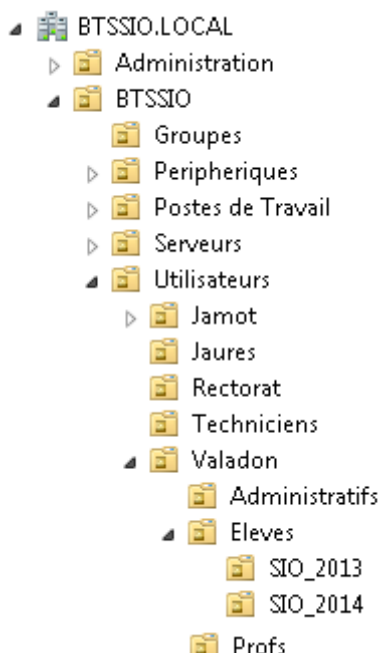 BTSSIO.LOCAL
Administration
BTSSIO
Groupes
Peripheriques
Postes de Travail
Serveurs
Utilisateurs
Jamot
Jaures
Rectorat
Techniciens
Valadon
Administratifs
Eleves
SIO_2013
SIO_2014
Profs